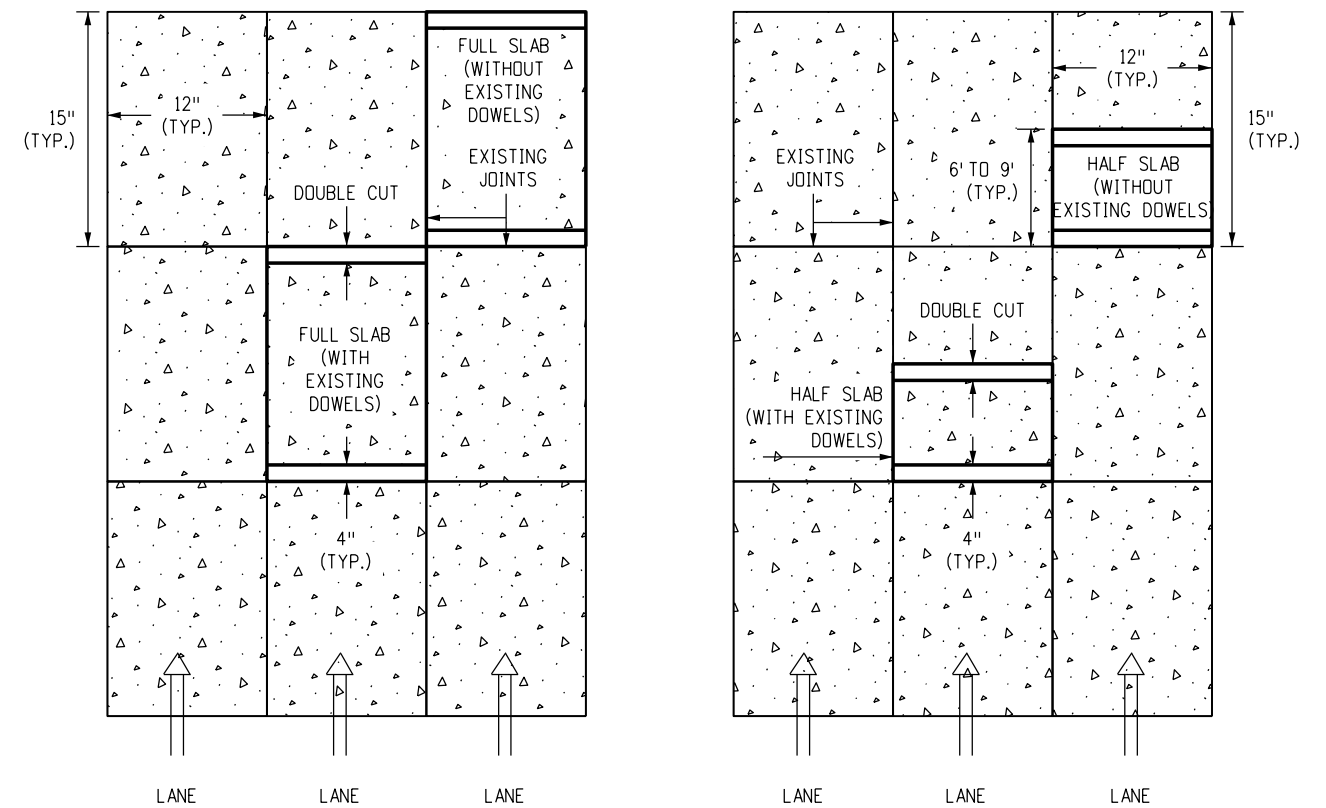 FULL SLAB
(WITHOUT
EXISTING
DOWELS)
12"
(TYP.)
15"
(TYP.)
EXISTING
JOINTS
DOUBLE CUT
FULL SLAB
(WITH
EXISTING
DOWELS)
4"
(TYP.)
LANE
LANE
LANE
12"
(TYP.)
15"
(TYP.)
EXISTING
JOINTS
6' TO 9'
(TYP.)
HALF SLAB
(WITHOUT
EXISTING DOWELS)
DOUBLE CUT
HALF SLAB
(WITH EXISTING
DOWELS)
4"
(TYP.)
LANE
LANE
LANE